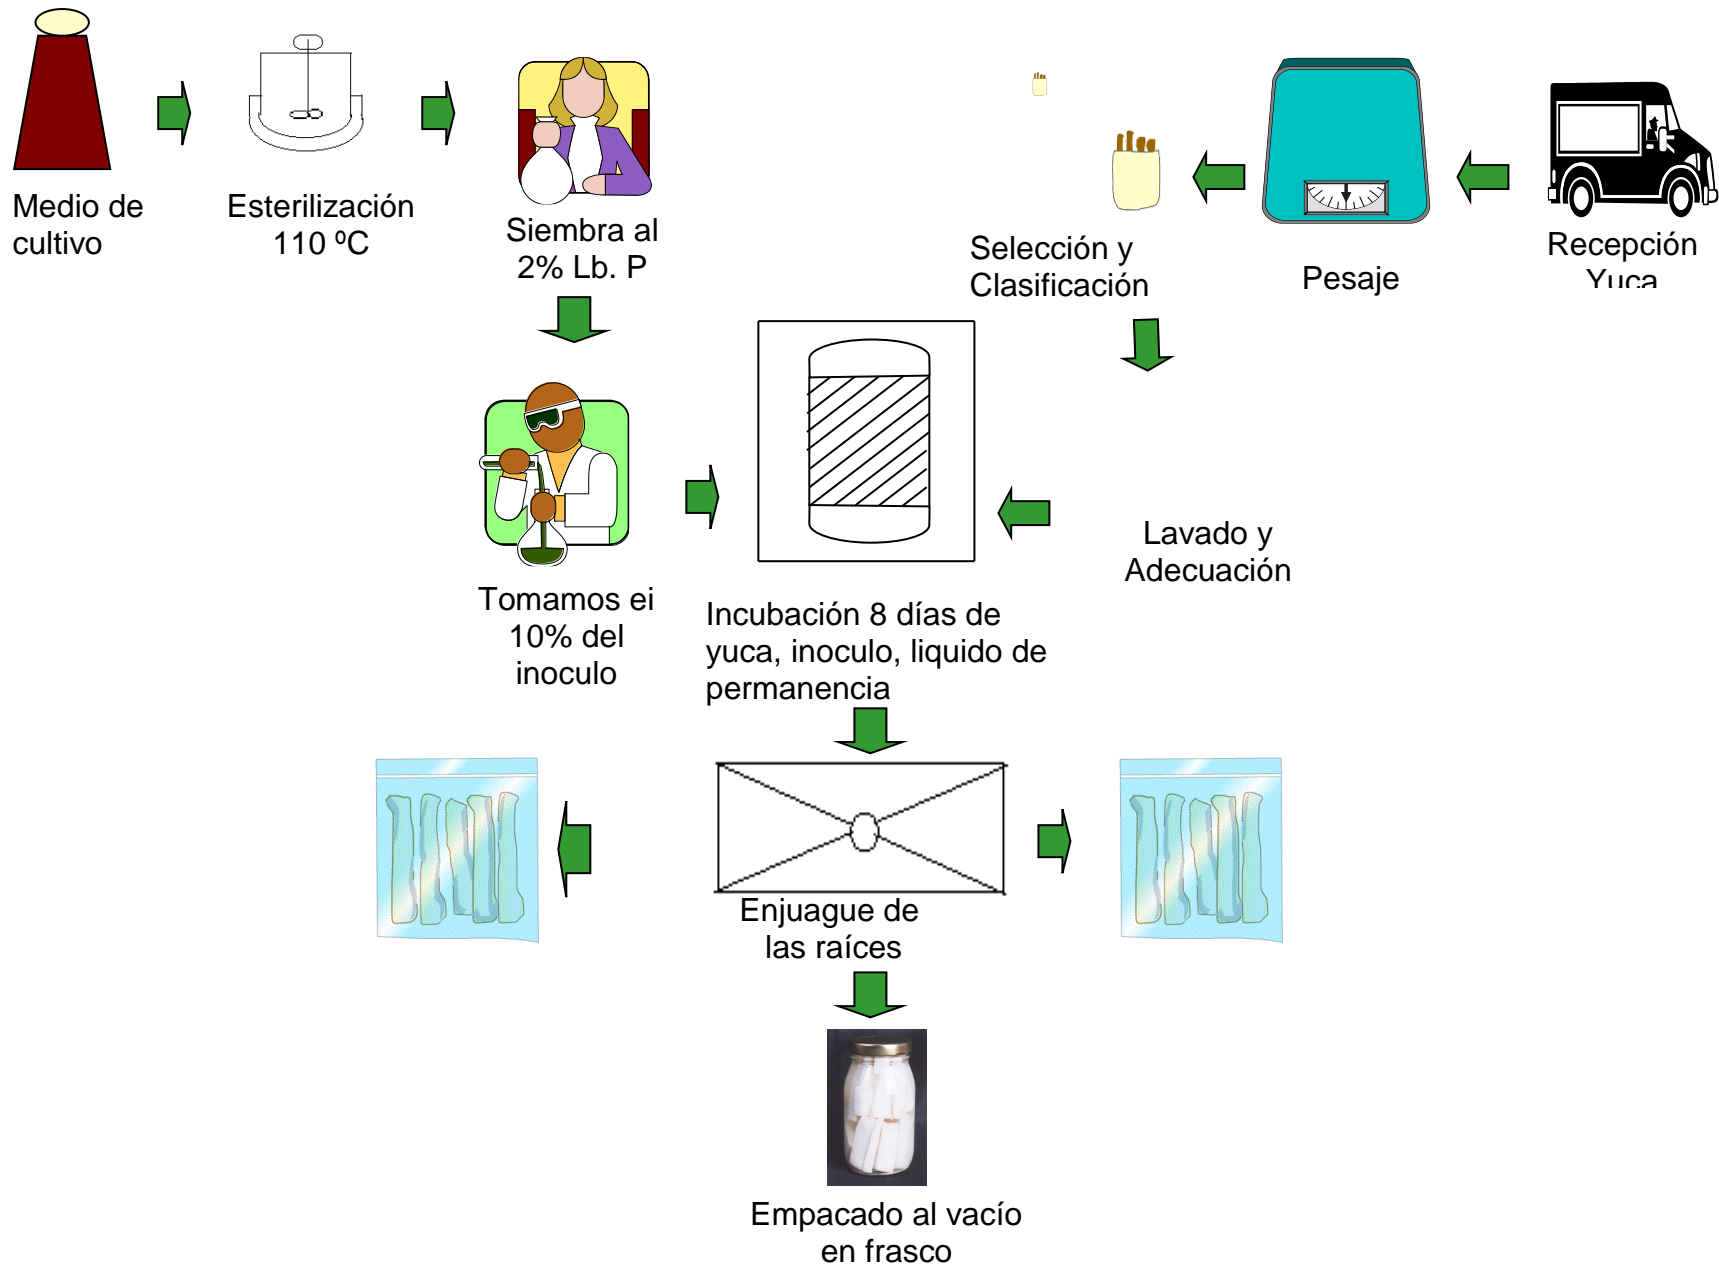 Medio de
cultivo
Esterilización
110 ºC
Siembra al
2% Lb. P
Selección y
Clasificación
Pesaje
Recepción
Yuca
Lavado y
Adecuación
Tomamos ei
10% del
inoculo
Incubación 8 días de
yuca, inoculo, liquido de
permanencia
Enjuague de
las raíces
Empacado al vacío
en frasco